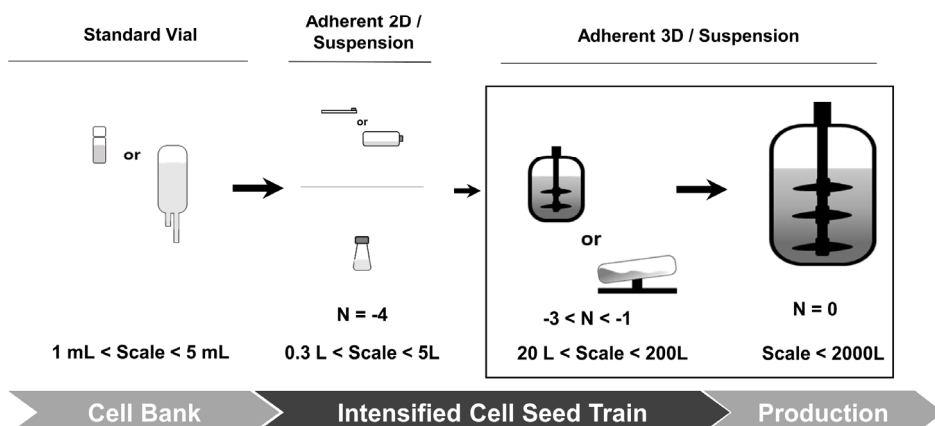 Standard Vial
Adherent 2D /
Suspension
Adherent 3D / Suspension
or
or
or
N = -4
-3 < N < -1
N = 0
1 mL < Scale < 5 mL
0.3 L < Scale < 5L
20 L < Scale < 200L
Scale < 2000L
Cell Bank
Intensified Cell Seed Train
Production